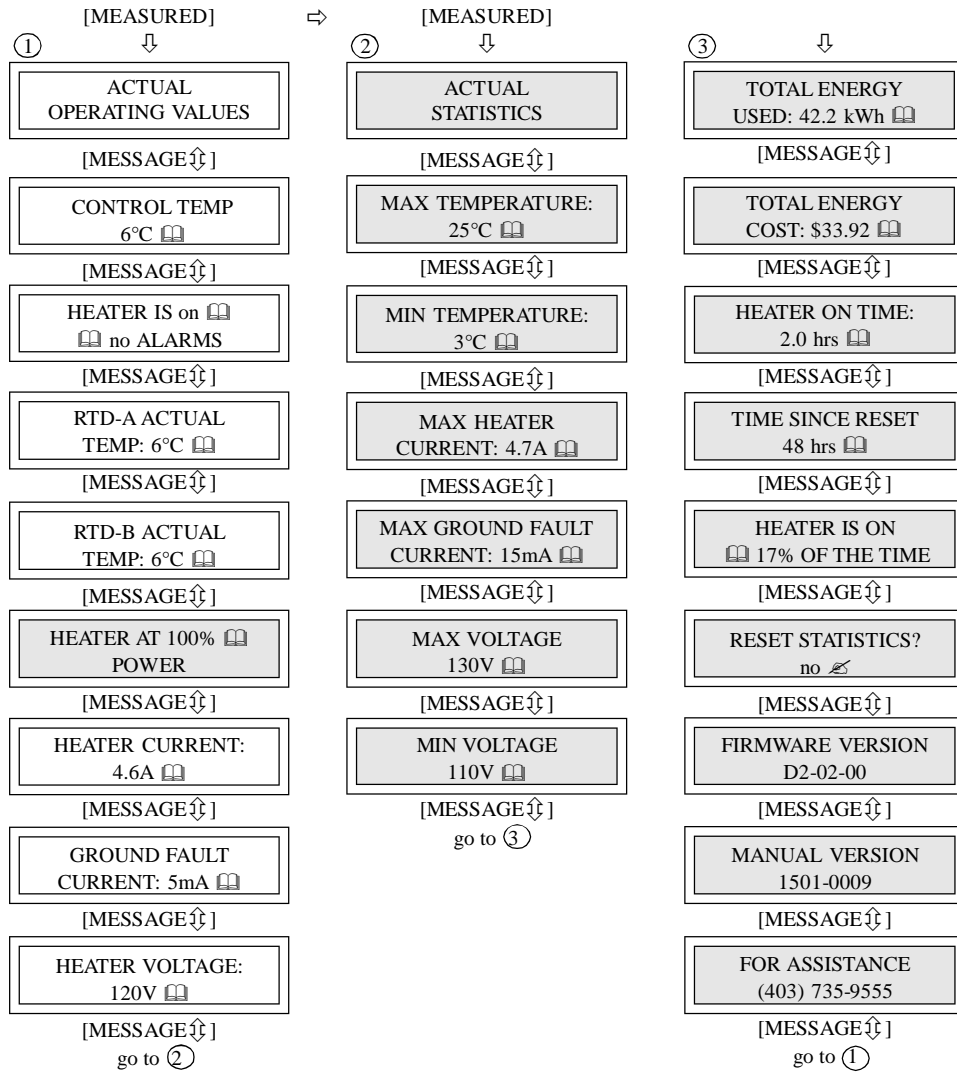 [MEASURED]
①
ACTUAL
OPERATING VALUES
[MESSAGE⇕]
CONTROL TEMP
6°C 🕮
[MESSAGE⇕]
HEATER IS on 🕮
🕮 no ALARMS
[MESSAGE⇕]
RTD-A ACTUAL
TEMP: 6°C 🕮
[MESSAGE⇕]
RTD-B ACTUAL
TEMP: 6°C 🕮
[MESSAGE⇕]
HEATER AT 100% 🕮
POWER
[MESSAGE⇕]
HEATER CURRENT:
4.6A 🕮
[MESSAGE⇕]
GROUND FAULT
CURRENT: 5mA 🕮
[MESSAGE⇕]
HEATER VOLTAGE:
120V 🕮
[MESSAGE⇕]
go to ②
⇨
[MEASURED]
②
ACTUAL
STATISTICS
[MESSAGE⇕]
MAX TEMPERATURE:
25°C 🕮
[MESSAGE⇕]
MIN TEMPERATURE:
3°C 🕮
[MESSAGE⇕]
MAX HEATER
CURRENT: 4.7A 🕮
[MESSAGE⇕]
MAX GROUND FAULT
CURRENT: 15mA 🕮
[MESSAGE⇕]
MAX VOLTAGE
130V 🕮
[MESSAGE⇕]
MIN VOLTAGE
110V 🕮
[MESSAGE⇕]
go to ③
③
TOTAL ENERGY
USED: 42.2 kWh 🕮
[MESSAGE⇕]
TOTAL ENERGY
COST: $33.92 🕮
[MESSAGE⇕]
HEATER ON TIME:
2.0 hrs 🕮
[MESSAGE⇕]
TIME SINCE RESET
48 hrs 🕮
[MESSAGE⇕]
HEATER IS ON
🕮 17% OF THE TIME
[MESSAGE⇕]
RESET STATISTICS?
no ✍
[MESSAGE⇕]
FIRMWARE VERSION
D2-02-00
[MESSAGE⇕]
MANUAL VERSION
1501-0009
[MESSAGE⇕]
FOR ASSISTANCE
(403) 735-9555
[MESSAGE⇕]
go to ①